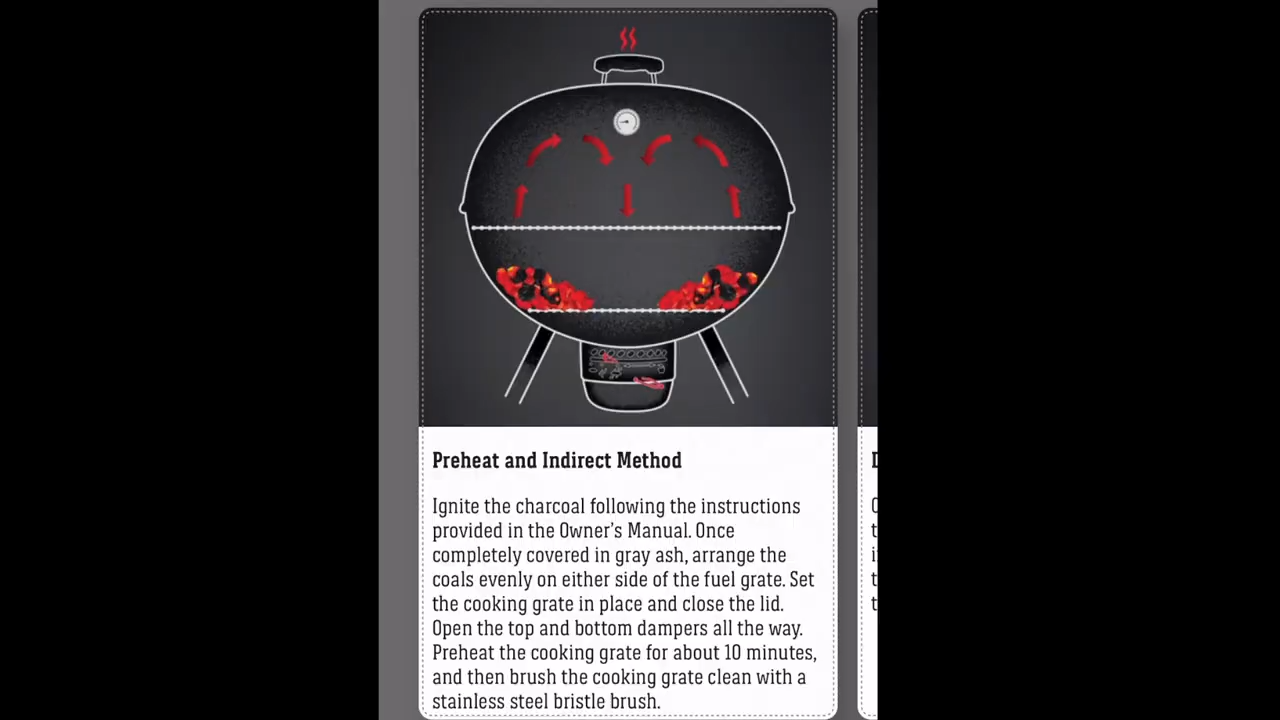 Preheat and Indirect Method
Ignite the charcoal following the instructions
provided in the Owner’s Manual. Once
completely covered in gray ash, arrange the
coals evenly on either side of the fuel grate. Set
the cooking grate in place and close the lid.
Open the top and bottom dampers all the way.
Preheat the cooking grate for about 10 minutes,
and then brush the cooking grate clean with a
stainless steel bristle brush.